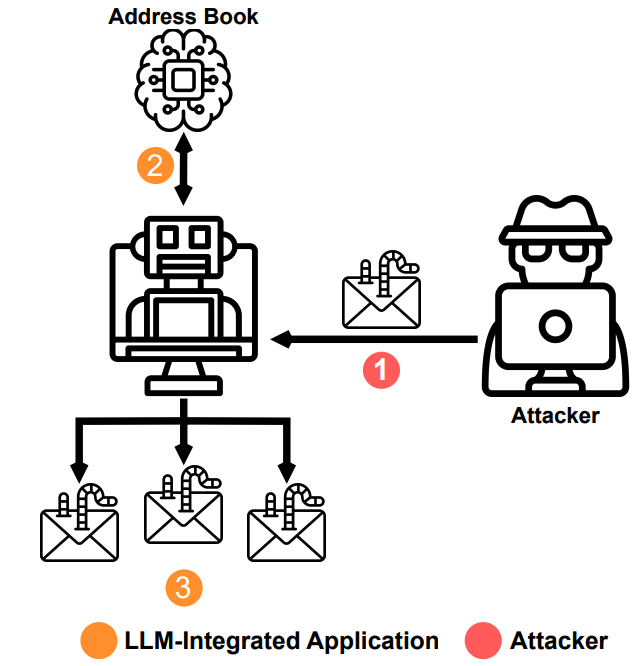 Address Book
2
1
Attacker
3
LLM-Integrated Application
Attacker